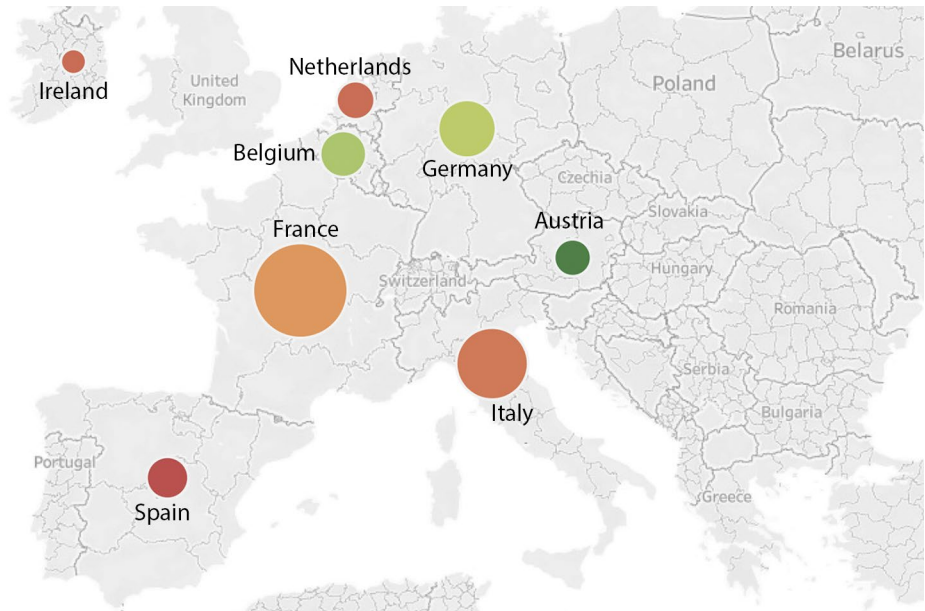 Belarus
Netherlands
United
Kingdom
Poland
Ireland
Belgium
Germany
Czechia
Slovakia
Austria
France
Hungary
Switzerland
Romania
Serbia
Italy
Bulgaria
Portugal
Greece
Spain